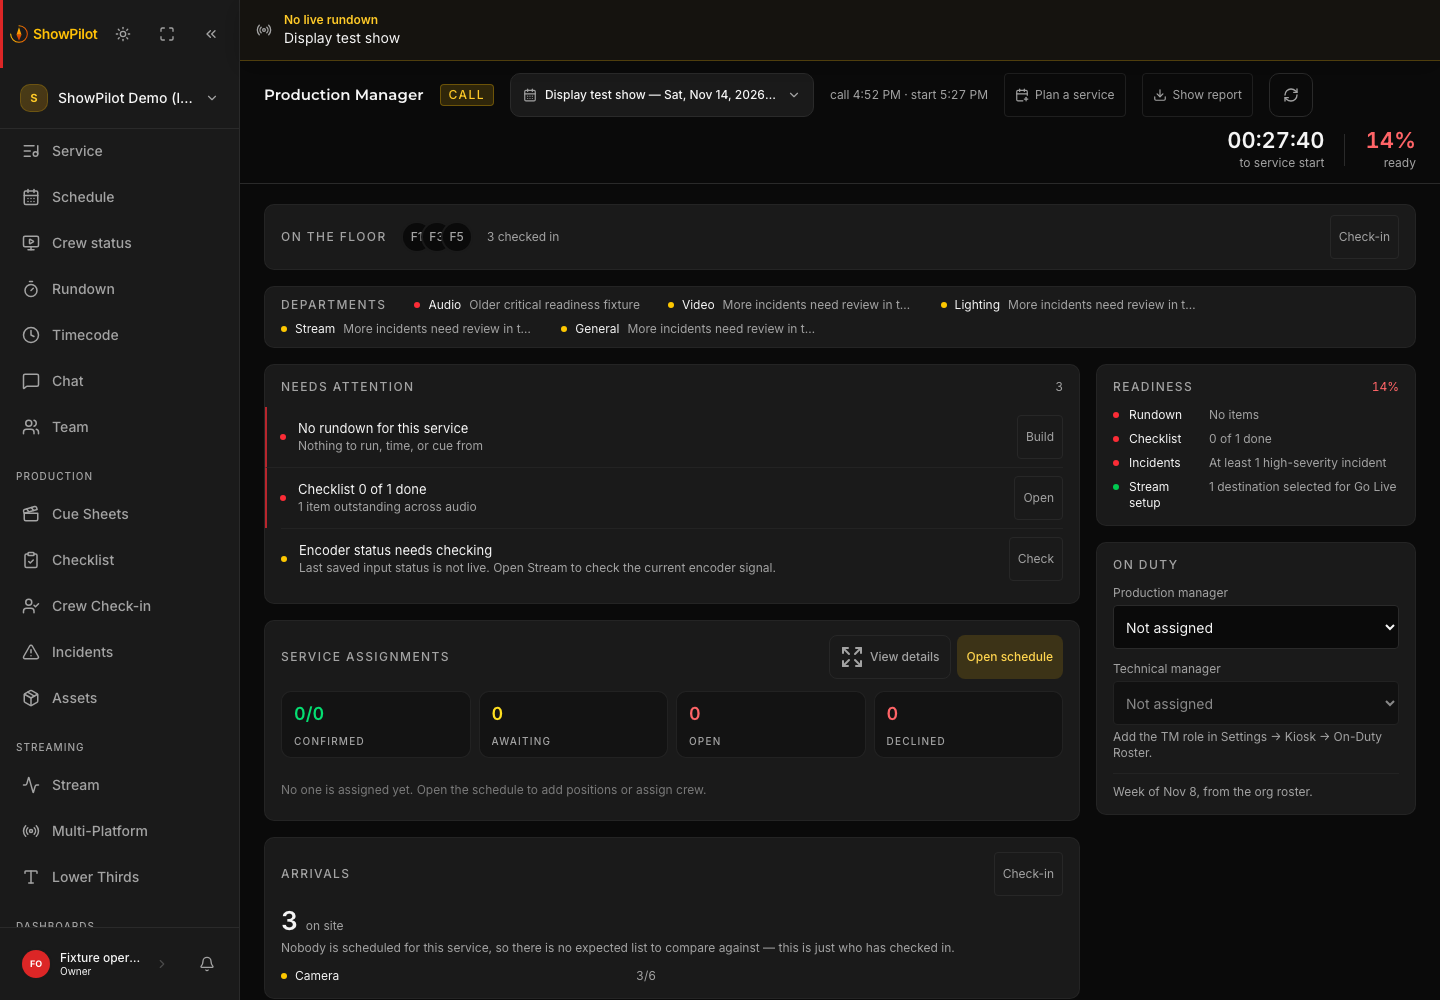 ShowPilot
S ShowPilot Demo (I...
Service
Schedule
Crew status
Rundown
Timecode
Chat
Team
PRODUCTION
Cue Sheets
Checklist
Crew Check-in
Incidents
Assets
STREAMING
Stream
Multi-Platform
Lower Thirds
DASHBOARDS
FO Fixture oper...
Owner
No live rundown
Display test show
Production Manager CALL Display test show — Sat, Nov 14, 2026... call 4:52 PM · start 5:27 PM Plan a service Show report
00:27:40 14%
to service start ready
ON THE FLOOR F1 F3 F5 3 checked in Check-in
DEPARTMENTS Audio Older critical readiness fixture Video More incidents need review in t... Lighting More incidents need review in t...
Stream More incidents need review in t... General More incidents need review in t...
NEEDS ATTENTION 3
No rundown for this service
Nothing to run, time, or cue from
Build
Checklist 0 of 1 done
1 item outstanding across audio
Open
Encoder status needs checking
Last saved input status is not live. Open Stream to check the current encoder signal.
Check
SERVICE ASSIGNMENTS View details Open schedule
0/0 0 0 0
CONFIRMED AWAITING OPEN DECLINED
No one is assigned yet. Open the schedule to add positions or assign crew.
ARRIVALS Check-in
3 on site
Nobody is scheduled for this service, so there is no expected list to compare against — this is just who has checked in.
Camera 3/6
READINESS 14%
Rundown No items
Checklist 0 of 1 done
Incidents At least 1 high-severity incident
Stream 1 destination selected for Go Live
setup
ON DUTY
Production manager
Not assigned
Technical manager
Not assigned
Add the TM role in Settings → Kiosk → On-Duty
Roster.
Week of Nov 8, from the org roster.